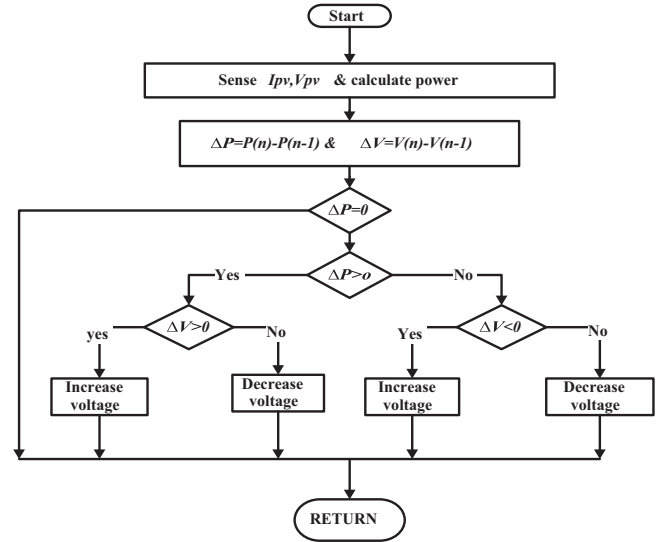 Start
Sense Ipv,Vpv & calculate power
ΔP=P(n)-P(n-1) & ΔV=V(n)-V(n-1)
ΔP=0
ΔP>o
Yes
No
ΔV>0
ΔV<0
yes
No
Yes
No
Increase
voltage
Decrease
voltage
Increase
voltage
Decrease
voltage
RETURN